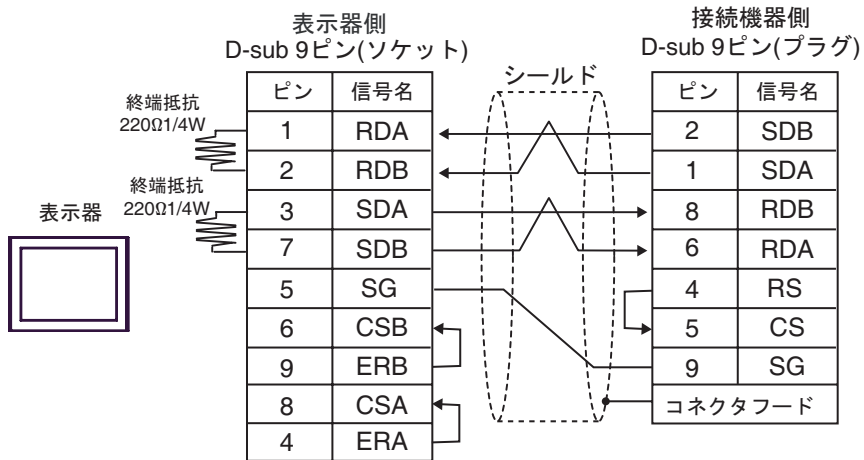 表示器側
D-sub 9ピン(ソケット)
接続機器側
D-sub 9ピン(プラグ)
シールド
終端抵抗
220Ω1/4W
終端抵抗
220Ω1/4W
表示器
ピン 信号名
1 RDA
2 RDB
3 SDA
7 SDB
5 SG
6 CSB
9 ERB
8 CSA
4 ERA
ピン 信号名
2 SDB
1 SDA
8 RDB
6 RDA
4 RS
5 CS
9 SG
コネクタフード